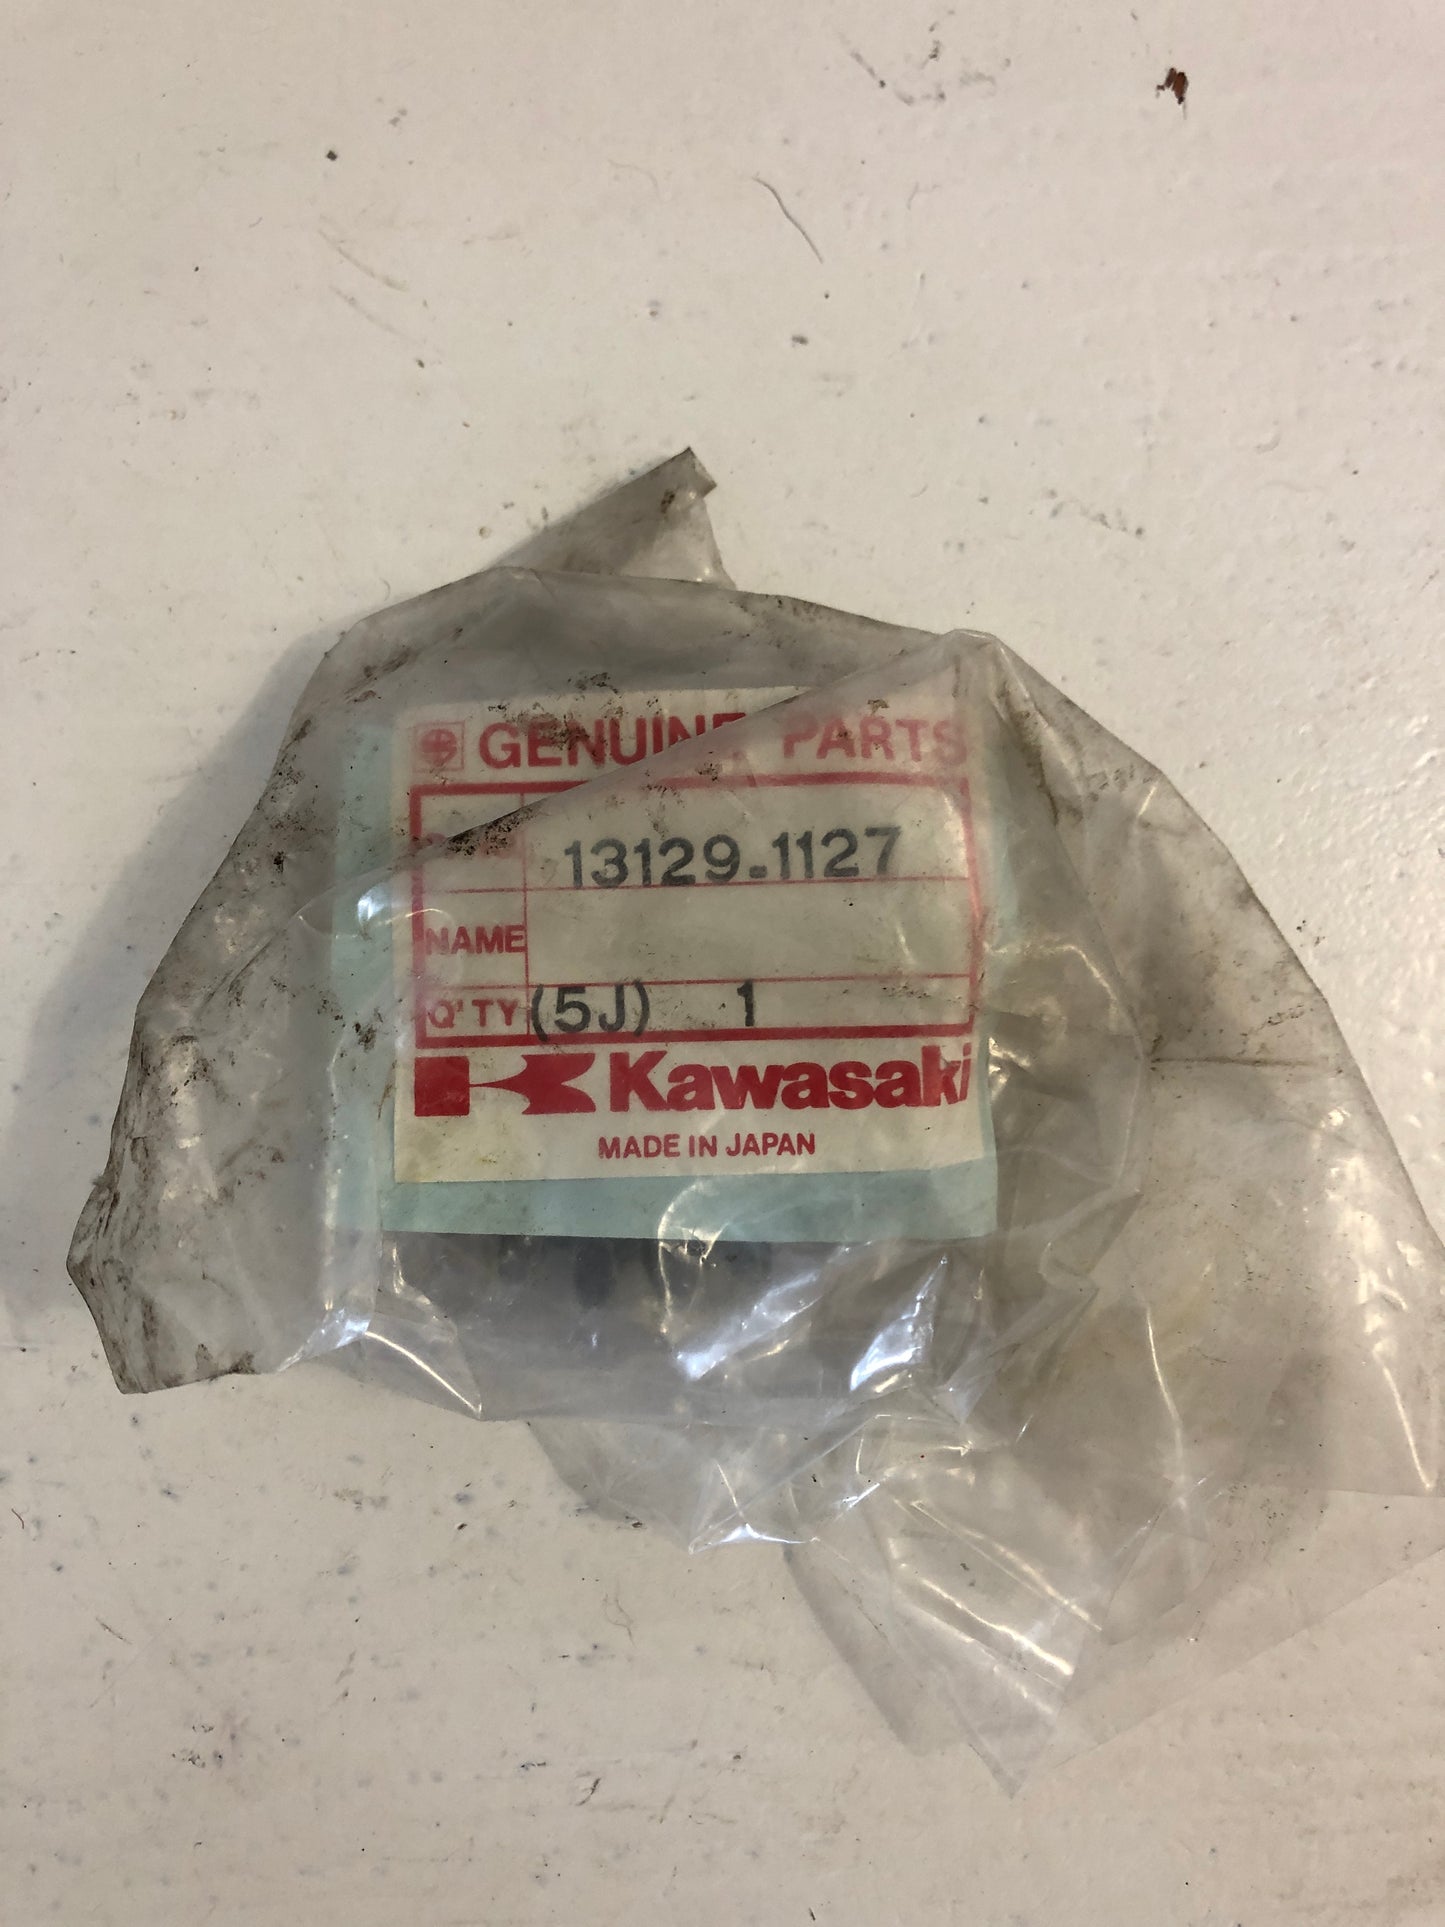 GENUINE PARTS
13129-1127
NAME
Q'TY (5J) 1
Kawasaki
MADE IN JAPAN